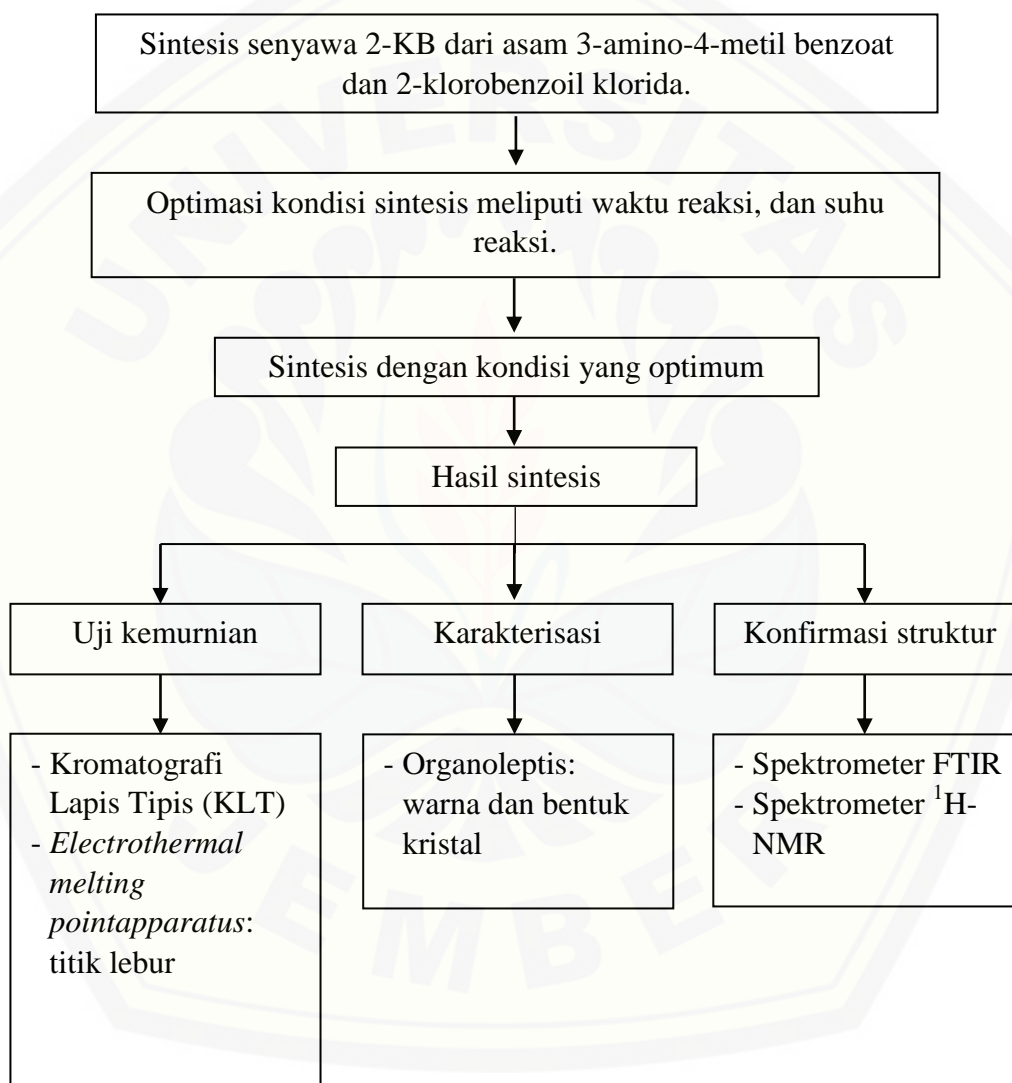 Sintesis senyawa 2-KB dari asam 3-amino-4-metil benzoat
dan 2-klorobenzoil klorida.
Optimasi kondisi sintesis meliputi waktu reaksi, dan suhu
reaksi.
Sintesis dengan kondisi yang optimum
Hasil sintesis
Uji kemurnian
Karakterisasi
Konfirmasi struktur
- Kromatografi
Lapis Tipis (KLT)
- Electrothermal
melting
pointapparatus:
titik lebur
- Organoleptis:
warna dan bentuk
kristal
- Spektrometer FTIR
- Spektrometer ¹H-
NMR
UNIVERSITAS
JEMBER